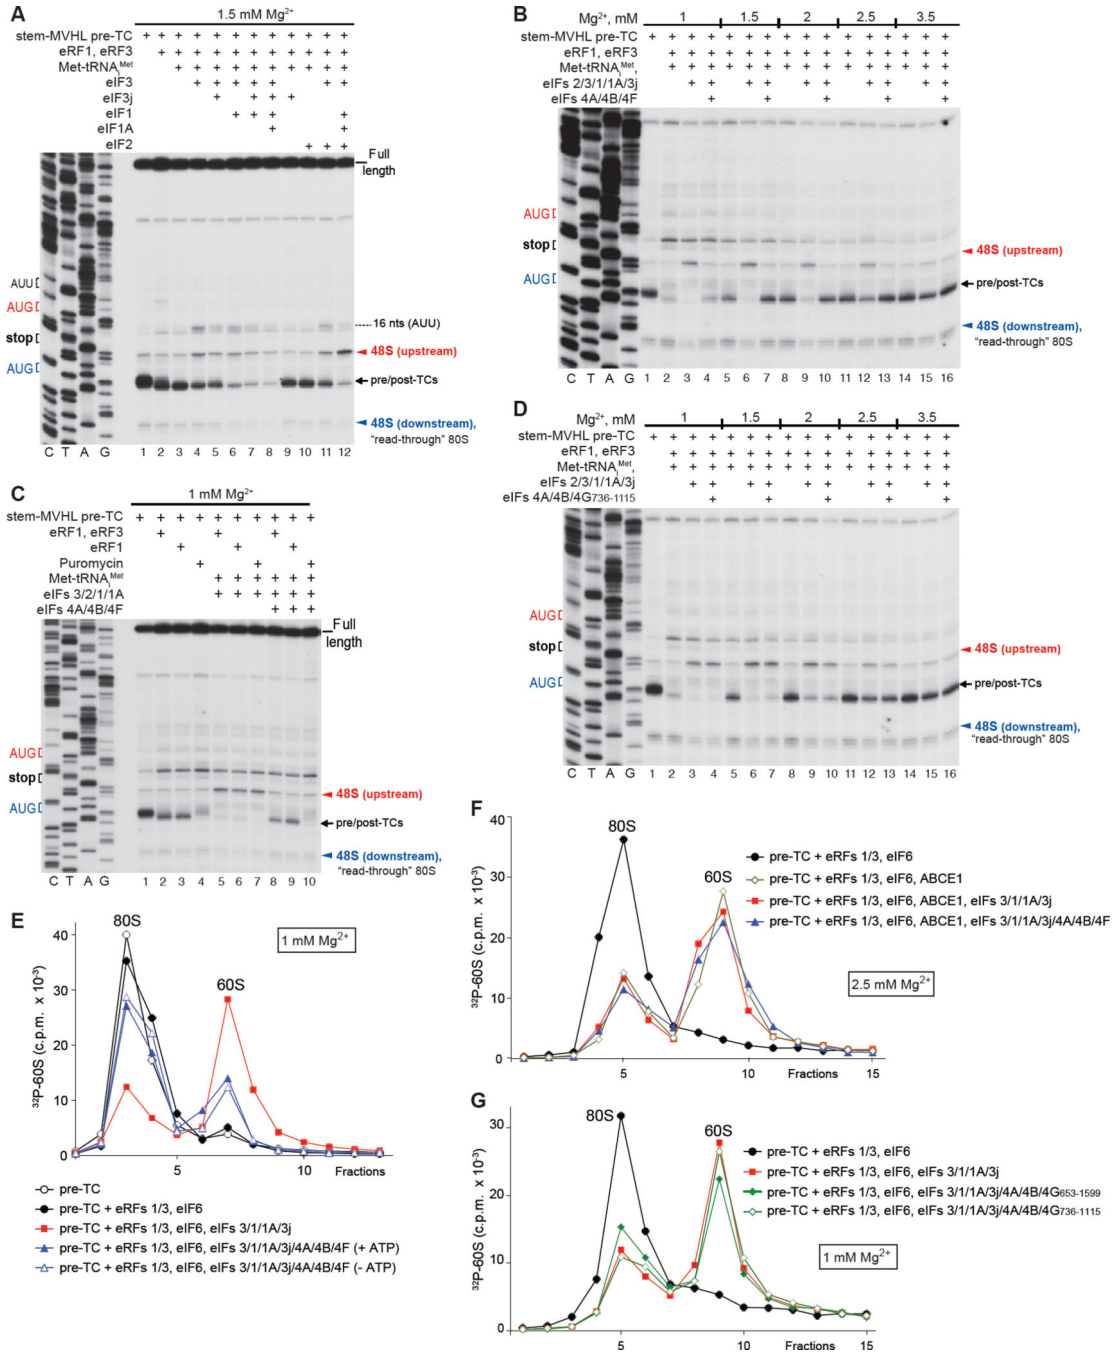 A
1.5 mM Mg²⁺
stem-MVHL pre-TC + + + + + + + + + + + +
eRF1, eRF3
Met-tRNAᵢᴹᵉᵗ
eIF3
eIF3j
eIF1
eIF1A
eIF2
Full length
AUU
AUG
stop
AUG
16 nts (AUU)
48S (upstream)
pre/post-TCs
48S (downstream),
"read-through" 80S
C T A G 1 2 3 4 5 6 7 8 9 10 11 12
B
Mg²⁺, mM 1 1.5 2 2.5 3.5
stem-MVHL pre-TC
eRF1, eRF3
Met-tRNAᵢᴹᵉᵗ,
eIFs 2/3/1/1A/3j
eIFs 4A/4B/4F
AUG
stop
AUG
48S (upstream)
pre/post-TCs
48S (downstream),
"read-through" 80S
C T A G 1 2 3 4 5 6 7 8 9 10 11 12 13 14 15 16
C
1 mM Mg²⁺
stem-MVHL pre-TC + + + + + + + + + +
eRF1, eRF3
eRF1
Puromycin
Met-tRNAᵢᴹᵉᵗ
eIFs 3/2/1/1A
eIFs 4A/4B/4F
Full length
AUG
stop
AUG
48S (upstream)
pre/post-TCs
48S (downstream),
"read-through" 80S
C T A G 1 2 3 4 5 6 7 8 9 10
D
Mg²⁺, mM 1 1.5 2 2.5 3.5
stem-MVHL pre-TC
eRF1, eRF3
Met-tRNAᵢᴹᵉᵗ,
eIFs 2/3/1/1A/3j
eIFs 4A/4B/4G736-1115
AUG
stop
AUG
48S (upstream)
pre/post-TCs
48S (downstream),
"read-through" 80S
C T A G 1 2 3 4 5 6 7 8 9 10 11 12 13 14 15 16
E
³²P-60S (c.p.m. x 10⁻³)
40
30
20
10
0
80S
60S
1 mM Mg²⁺
5 10 Fractions
pre-TC
pre-TC + eRFs 1/3, eIF6
pre-TC + eRFs 1/3, eIF6, eIFs 3/1/1A/3j
pre-TC + eRFs 1/3, eIF6, eIFs 3/1/1A/3j/4A/4B/4F (+ ATP)
pre-TC + eRFs 1/3, eIF6, eIFs 3/1/1A/3j/4A/4B/4F (- ATP)
F
³²P-60S (c.p.m. x 10⁻³)
40
30
20
10
0
80S
60S
pre-TC + eRFs 1/3, eIF6
pre-TC + eRFs 1/3, eIF6, ABCE1
pre-TC + eRFs 1/3, eIF6, ABCE1, eIFs 3/1/1A/3j
pre-TC + eRFs 1/3, eIF6, ABCE1, eIFs 3/1/1A/3j/4A/4B/4F
2.5 mM Mg²⁺
5 10 Fractions 15
G
³²P-60S (c.p.m. x 10⁻³)
30
20
10
0
80S
60S
pre-TC + eRFs 1/3, eIF6
pre-TC + eRFs 1/3, eIF6, eIFs 3/1/1A/3j
pre-TC + eRFs 1/3, eIF6, eIFs 3/1/1A/3j/4A/4B/4G653-1599
pre-TC + eRFs 1/3, eIF6, eIFs 3/1/1A/3j/4A/4B/4G736-1115
1 mM Mg²⁺
5 10 Fractions 15